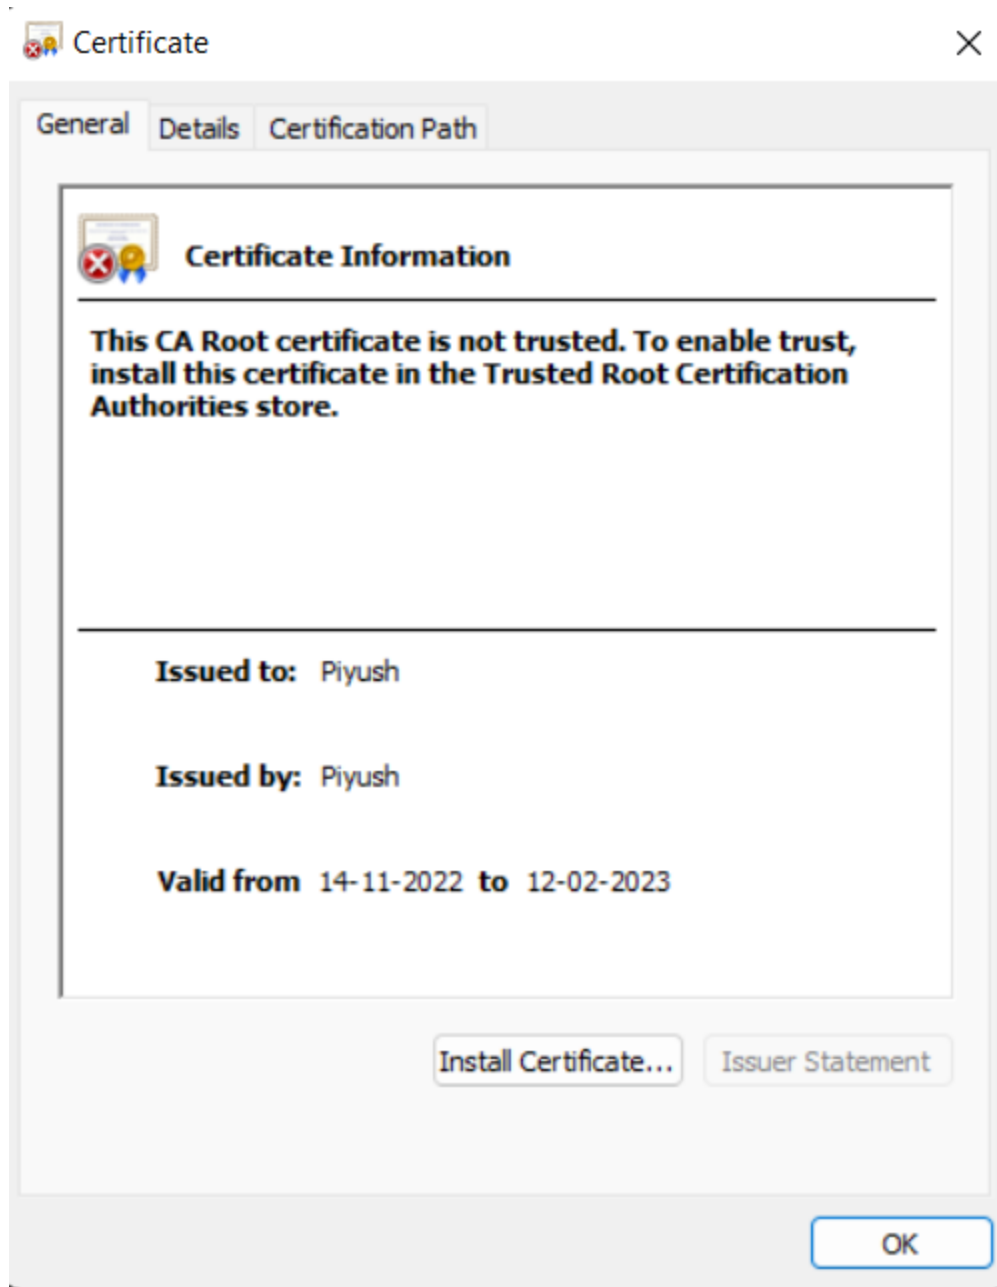 Certificate
General Details Certification Path
Certificate Information
This CA Root certificate is not trusted. To enable trust,
install this certificate in the Trusted Root Certification
Authorities store.
Issued to: Piyush
Issued by: Piyush
Valid from 14-11-2022 to 12-02-2023
Install Certificate... Issuer Statement
OK